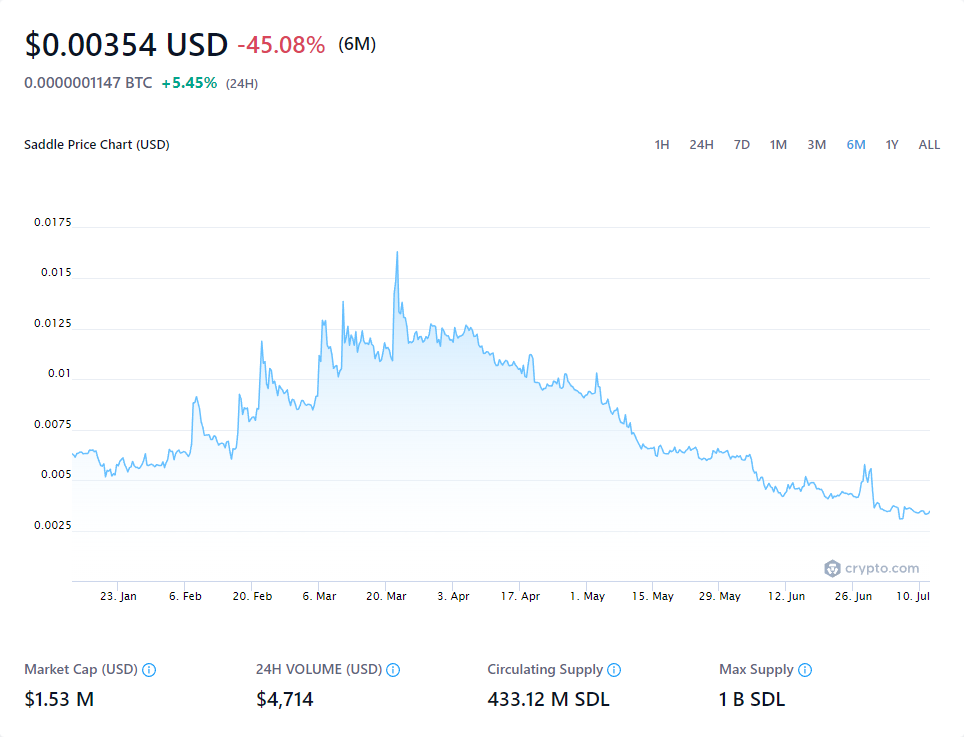 $0.00354 USD -45.08% (6M)
0.0000001147 BTC +5.45% (24H)
Saddle Price Chart (USD) 1H 24H 7D 1M 3M 6M 1Y ALL
0.0175
0.015
0.0125
0.01
0.0075
0.005
0.0025
crypto.com
23. Jan 6. Feb 20. Feb 6. Mar 20. Mar 3. Apr 17. Apr 1. May 15. May 29. May 12. Jun 26. Jun 10. Jul
Market Cap (USD) 24H VOLUME (USD) Circulating Supply Max Supply
$1.53 M $4,714 433.12 M SDL 1 B SDL